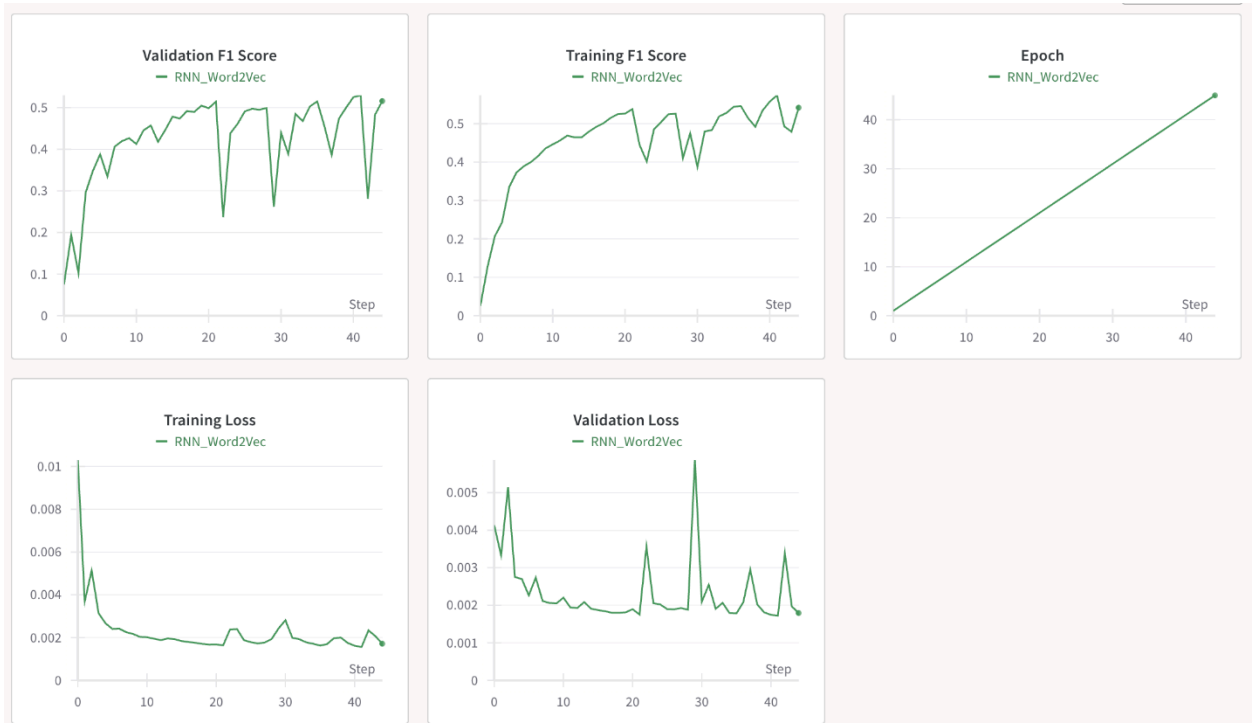 Validation F1 Score
RNN_Word2Vec
0.5
0.4
0.3
0.2
0.1
0
Step
0 10 20 30 40
Training F1 Score
RNN_Word2Vec
0.5
0.4
0.3
0.2
0.1
0
Step
0 10 20 30 40
Epoch
RNN_Word2Vec
40
30
20
10
0
Step
0 10 20 30 40
Training Loss
RNN_Word2Vec
0.01
0.008
0.006
0.004
0.002
0
Step
0 10 20 30 40
Validation Loss
RNN_Word2Vec
0.005
0.004
0.003
0.002
0.001
0
Step
0 10 20 30 40